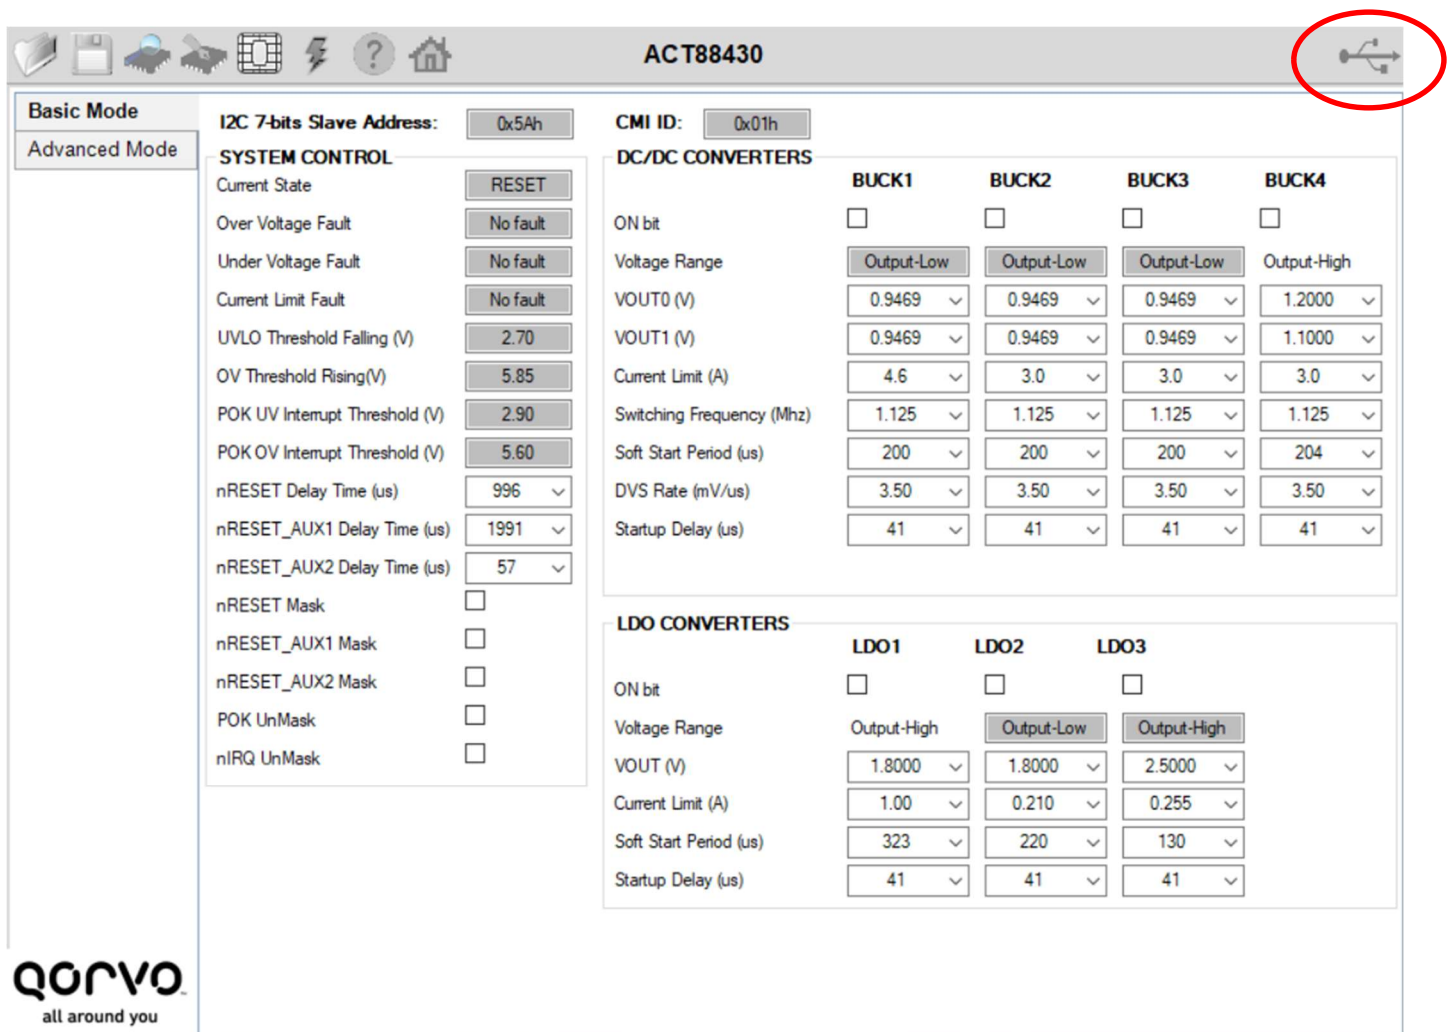 ACT88430
Basic Mode
Advanced Mode
I2C 7-bits Slave Address: 0x5Ah
CMI ID: 0x01h
SYSTEM CONTROL
Current State RESET
Over Voltage Fault No fault
Under Voltage Fault No fault
Current Limit Fault No fault
UVLO Threshold Falling (V) 2.70
OV Threshold Rising(V) 5.85
POK UV Interrupt Threshold (V) 2.90
POK OV Interrupt Threshold (V) 5.60
nRESET Delay Time (us) 996
nRESET_AUX1 Delay Time (us) 1991
nRESET_AUX2 Delay Time (us) 57
nRESET Mask
nRESET_AUX1 Mask
nRESET_AUX2 Mask
POK UnMask
nIRQ UnMask
DC/DC CONVERTERS
BUCK1 BUCK2 BUCK3 BUCK4
ON bit
Voltage Range Output-Low Output-Low Output-Low Output-High
VOUT0 (V) 0.9469 0.9469 0.9469 1.2000
VOUT1 (V) 0.9469 0.9469 0.9469 1.1000
Current Limit (A) 4.6 3.0 3.0 3.0
Switching Frequency (Mhz) 1.125 1.125 1.125 1.125
Soft Start Period (us) 200 200 200 204
DVS Rate (mV/us) 3.50 3.50 3.50 3.50
Startup Delay (us) 41 41 41 41
LDO CONVERTERS
LDO1 LDO2 LDO3
ON bit
Voltage Range Output-High Output-Low Output-High
VOUT (V) 1.8000 1.8000 2.5000
Current Limit (A) 1.00 0.210 0.255
Soft Start Period (us) 323 220 130
Startup Delay (us) 41 41 41
QORVO
all around you